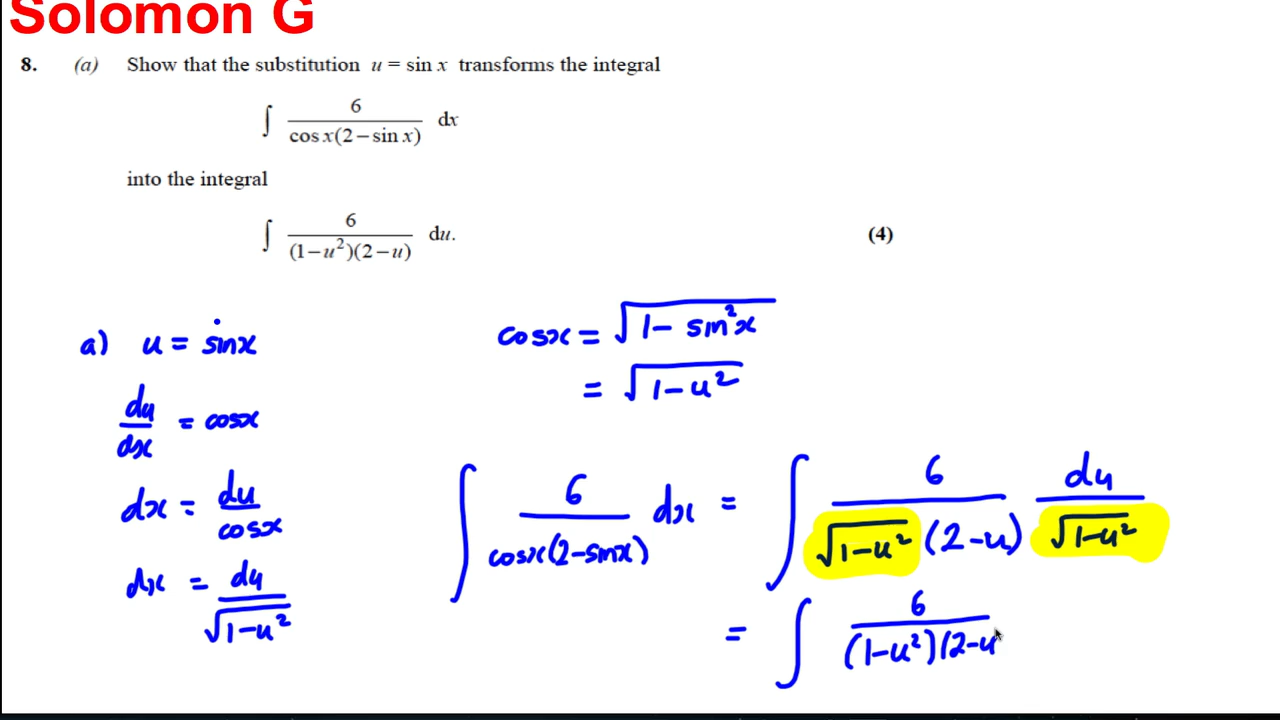 Solomon G
8. (a) Show that the substitution u = sin x transforms the integral
∫ 6 / (cos x(2 – sin x)) dx
into the integral
∫ 6 / ((1 – u²)(2 – u)) du.
(4)
a) u = sinx
du/dx = cosx
dx = du/cosx
dx = du/√(1-u²)
cosx = √(1 - sin²x)
= √(1-u²)
∫ 6 / (cosx(2-sinx)) dx = ∫ 6 / (√(1-u²) (2-u)) du/√(1-u²)
= ∫ 6 / ((1-u²)(2-u